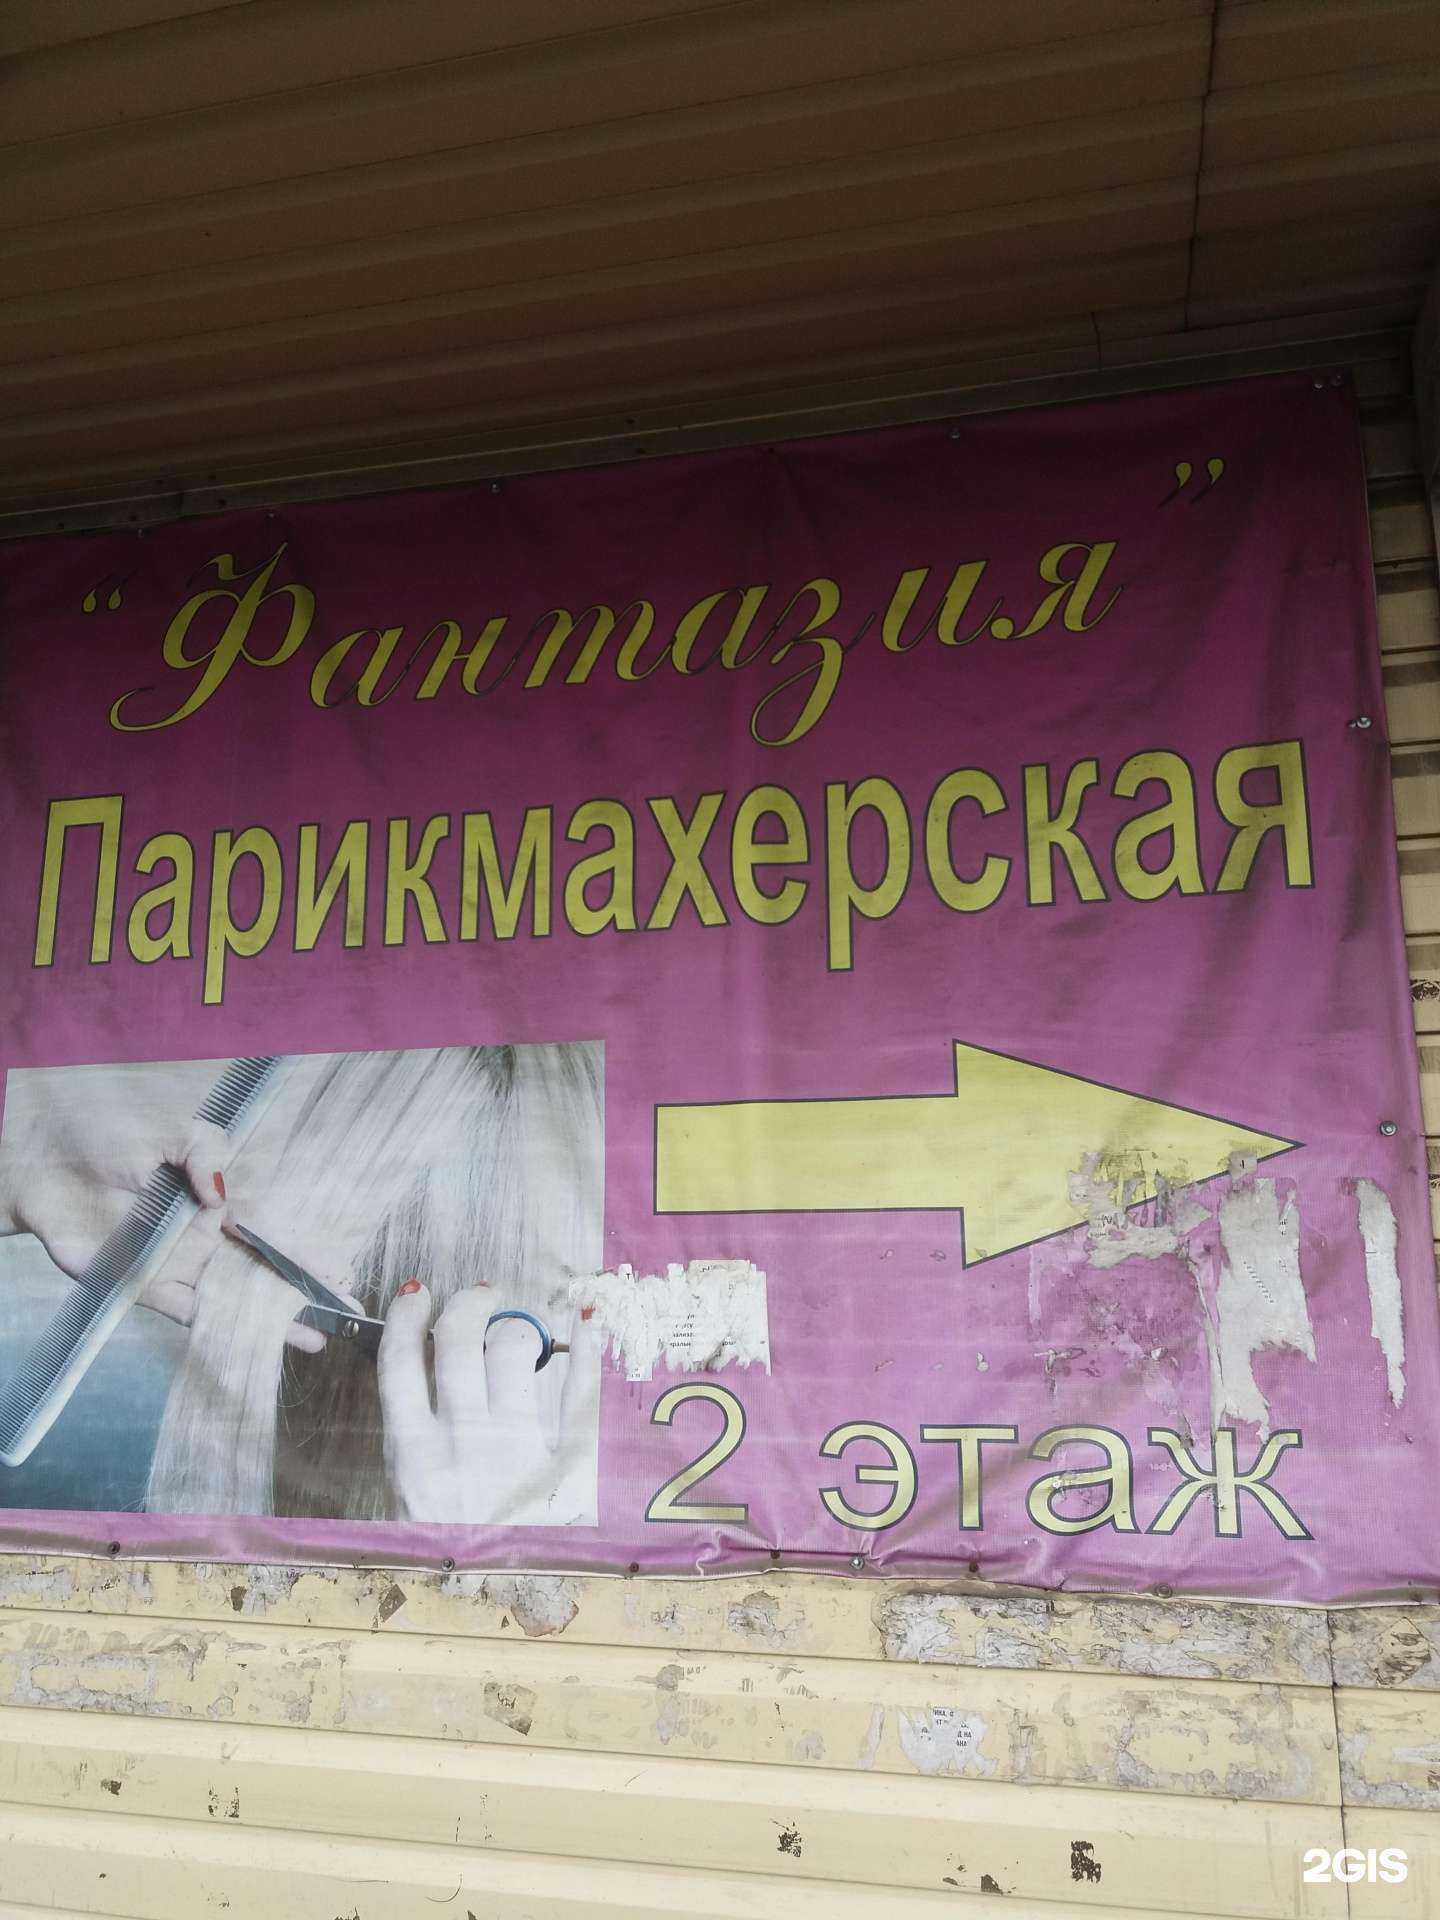 “Фантазия”
Парикмахерская
2 этаж
2GIS